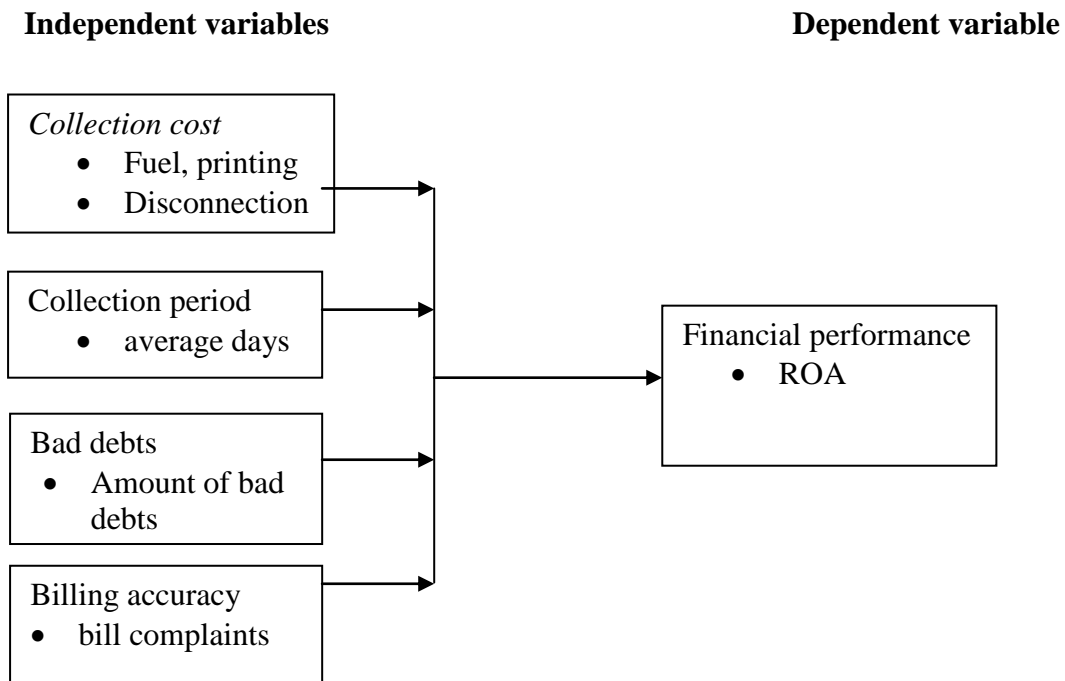 Independent variables
Dependent variable
Collection cost
• Fuel, printing
• Disconnection
Collection period
• average days
Bad debts
• Amount of bad
debts
Billing accuracy
• bill complaints
Financial performance
• ROA